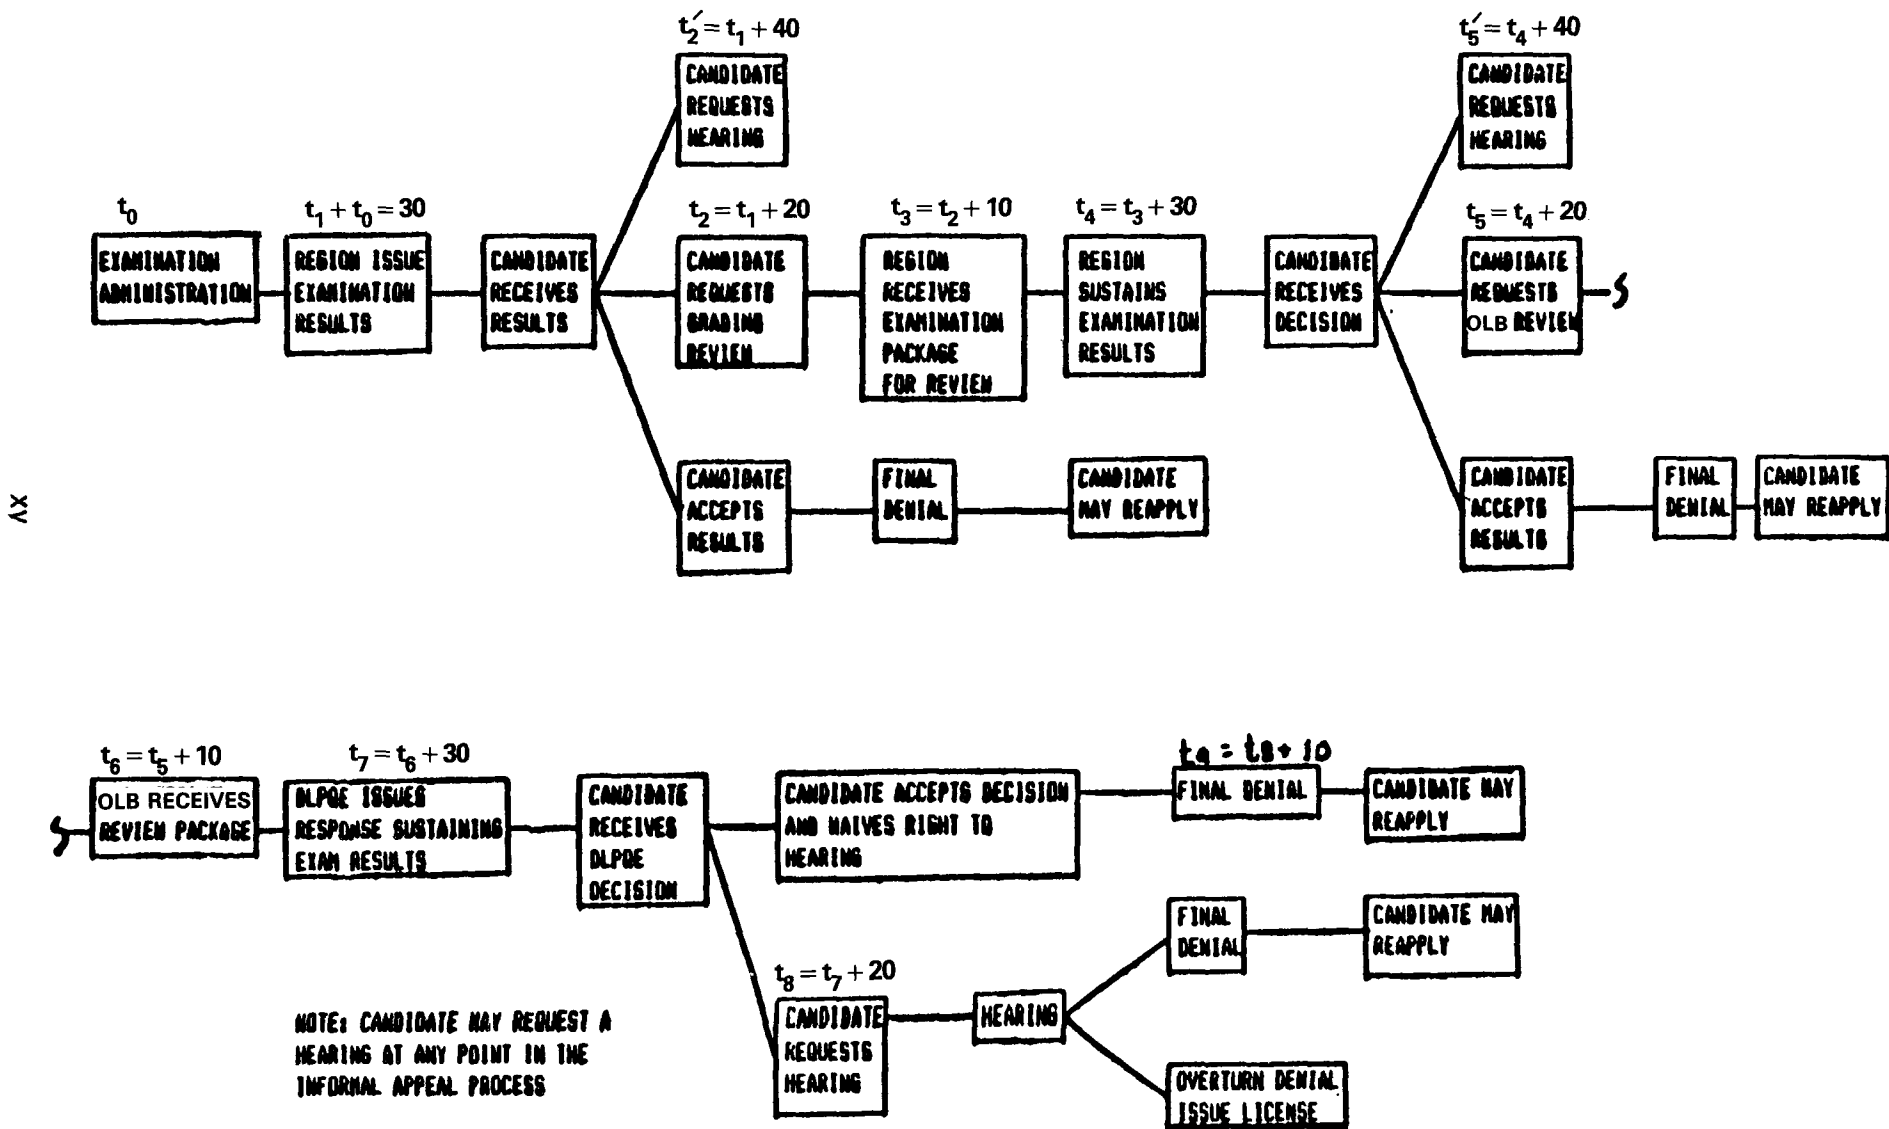 t₂′ = t₁ + 40
CANDIDATE
REQUESTS
HEARING
t₅′ = t₄ + 40
CANDIDATE
REQUESTS
HEARING
t₀
EXAMINATION
ADMINISTRATION
t₁ + t₀ = 30
REGION ISSUE
EXAMINATION
RESULTS
CANDIDATE
RECEIVES
RESULTS
t₂ = t₁ + 20
CANDIDATE
REQUESTS
GRADING
REVIEW
t₃ = t₂ + 10
REGION
RECEIVES
EXAMINATION
PACKAGE
FOR REVIEW
t₄ = t₃ + 30
REGION
SUSTAINS
EXAMINATION
RESULTS
CANDIDATE
RECEIVES
DECISION
t₅ = t₄ + 20
CANDIDATE
REQUESTS
OLB REVIEW
CANDIDATE
ACCEPTS
RESULTS
FINAL
DENIAL
CANDIDATE
MAY REAPPLY
CANDIDATE
ACCEPTS
RESULTS
FINAL
DENIAL
CANDIDATE
MAY REAPPLY
xv
t₆ = t₅ + 10
OLB RECEIVES
REVIEW PACKAGE
t₇ = t₆ + 30
DLPQE ISSUES
RESPONSE SUSTAINING
EXAM RESULTS
CANDIDATE
RECEIVES
DLPQE
DECISION
CANDIDATE ACCEPTS DECISION
AND WAIVES RIGHT TO
HEARING
t₉ = t₈ + 10
FINAL DENIAL
CANDIDATE MAY
REAPPLY
t₈ = t₇ + 20
CANDIDATE
REQUESTS
HEARING
HEARING
FINAL
DENIAL
CANDIDATE MAY
REAPPLY
OVERTURN DENIAL
ISSUE LICENSE
NOTE: CANDIDATE MAY REQUEST A
HEARING AT ANY POINT IN THE
INFORMAL APPEAL PROCESS